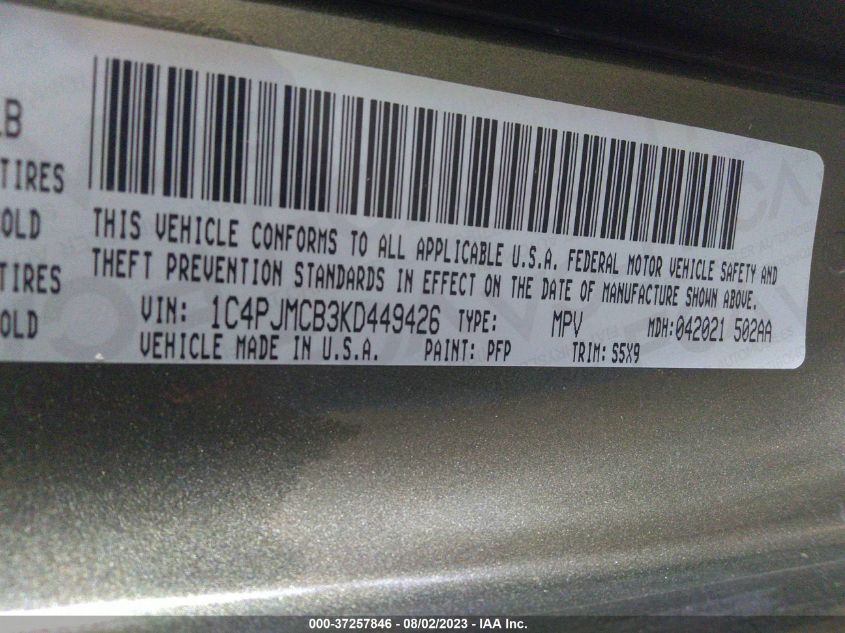 LB
TIRES
OLD
TIRES
OLD
THIS VEHICLE CONFORMS TO ALL APPLICABLE U.S.A. FEDERAL MOTOR VEHICLE SAFETY AND
THEFT PREVENTION STANDARDS IN EFFECT ON THE DATE OF MANUFACTURE SHOWN ABOVE.
VIN: 1C4PJMCB3KD449426 TYPE: MPV MDH:042021 502AA
VEHICLE MADE IN U.S.A. PAINT: PFP TRIM: S5X9
000-37257846 - 08/02/2023 - IAA Inc.